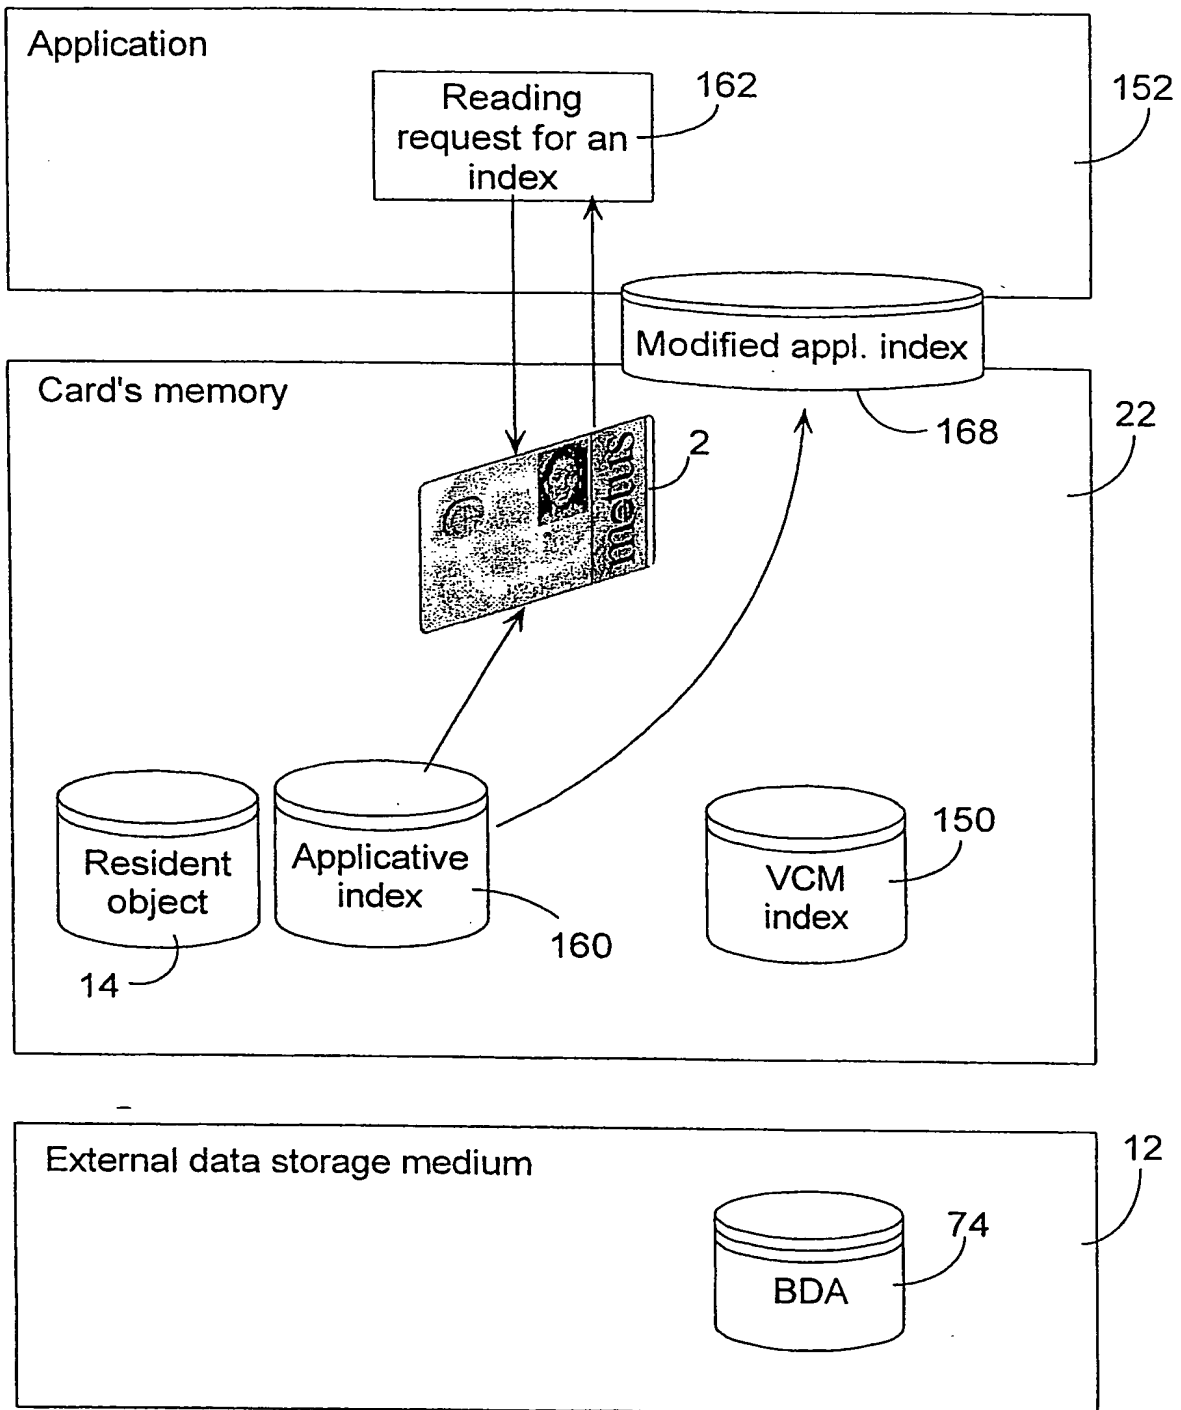 Application
Reading
request for an
index
162
152
Modified appl. index
168
Card's memory
22
2
Resident
object
14
Applicative
index
160
VCM
index
150
External data storage medium
12
BDA
74